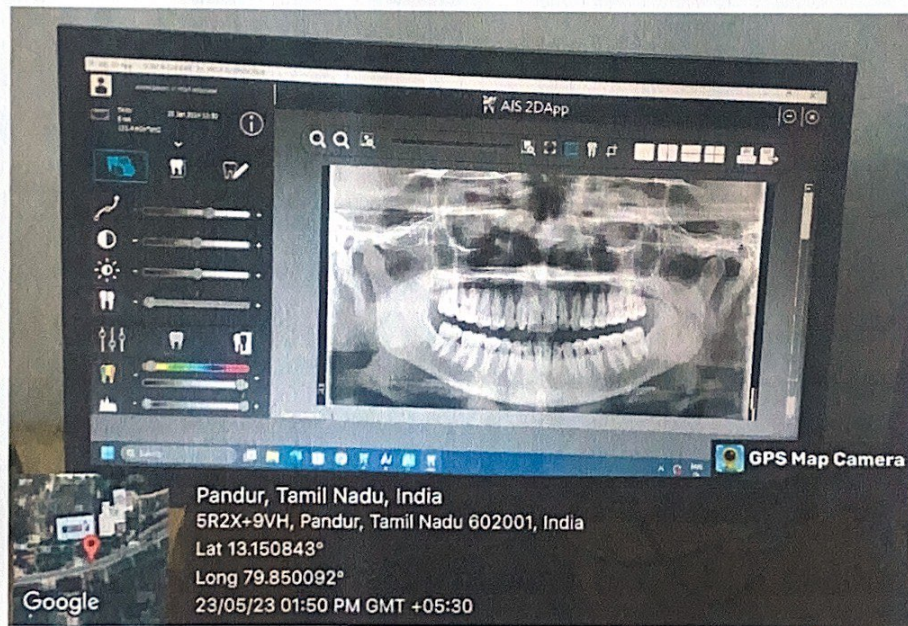 AIS 2DApp
GPS Map Camera
Pandur, Tamil Nadu, India
5R2X+9VH, Pandur, Tamil Nadu 602001, India
Lat 13.150843°
Long 79.850092°
23/05/23 01:50 PM GMT +05:30
Google